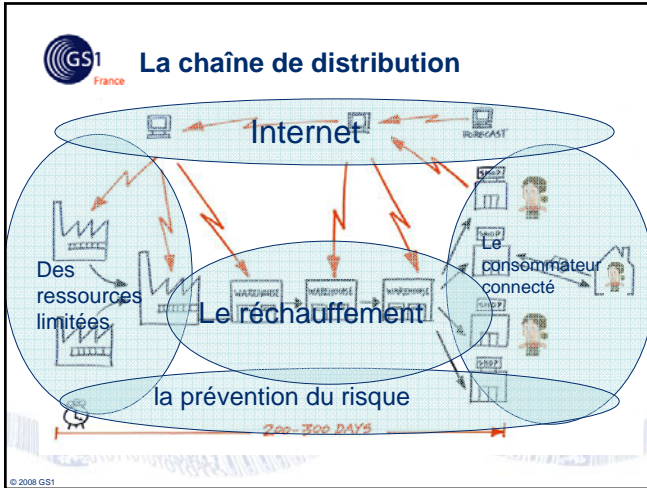 GS1
France
La chaîne de distribution
Internet
FORECAST
SHOP
SHOP
Le
consommateur
connecté
Des
ressources
limitées
WAREHOUSE
WAREHOUSE
WAREHOUSE
Le réchauffement
SHOP
SHOP
la prévention du risque
200-300 DAYS
© 2008 GS1